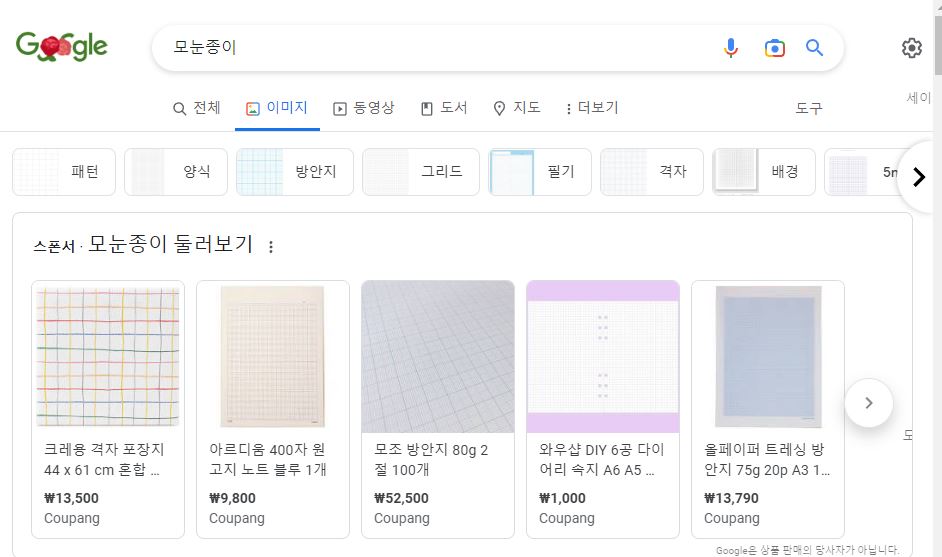 Google
모눈종이
세이
전체
이미지
동영상
도서
지도
더보기
도구
패턴
양식
방안지
그리드
필기
격자
배경
스폰서 · 모눈종이 둘러보기
크레용 격자 포장지
44 x 61 cm 혼합 ...
₩13,500
Coupang
아르디움 400자 원
고지 노트 블루 1개
₩9,800
Coupang
모조 방안지 80g 2
절 100개
₩52,500
Coupang
와우샵 DIY 6공 다이
어리 속지 A6 A5 ...
₩1,000
Coupang
올페이퍼 트레싱 방
안지 75g 20p A3 1...
₩13,790
Coupang
Google은 상품 판매의 당사자가 아닙니다.